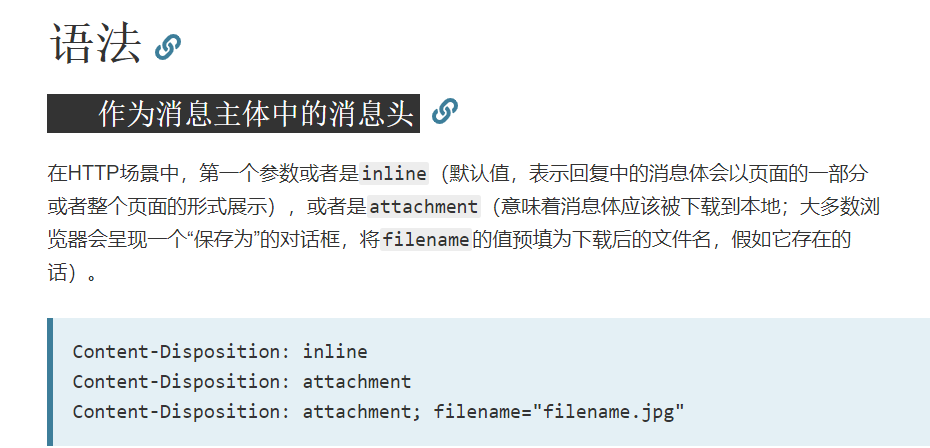 语法
作为消息主体中的消息头
在HTTP场景中，第一个参数或者是inline（默认值，表示回复中的消息体会以页面的一部分
或者整个页面的形式展示），或者是attachment（意味着消息体应该被下载到本地；大多数浏
览器会呈现一个“保存为”的对话框，将filename的值预填为下载后的文件名，假如它存在的
话）。
Content-Disposition: inline
Content-Disposition: attachment
Content-Disposition: attachment; filename="filename.jpg"